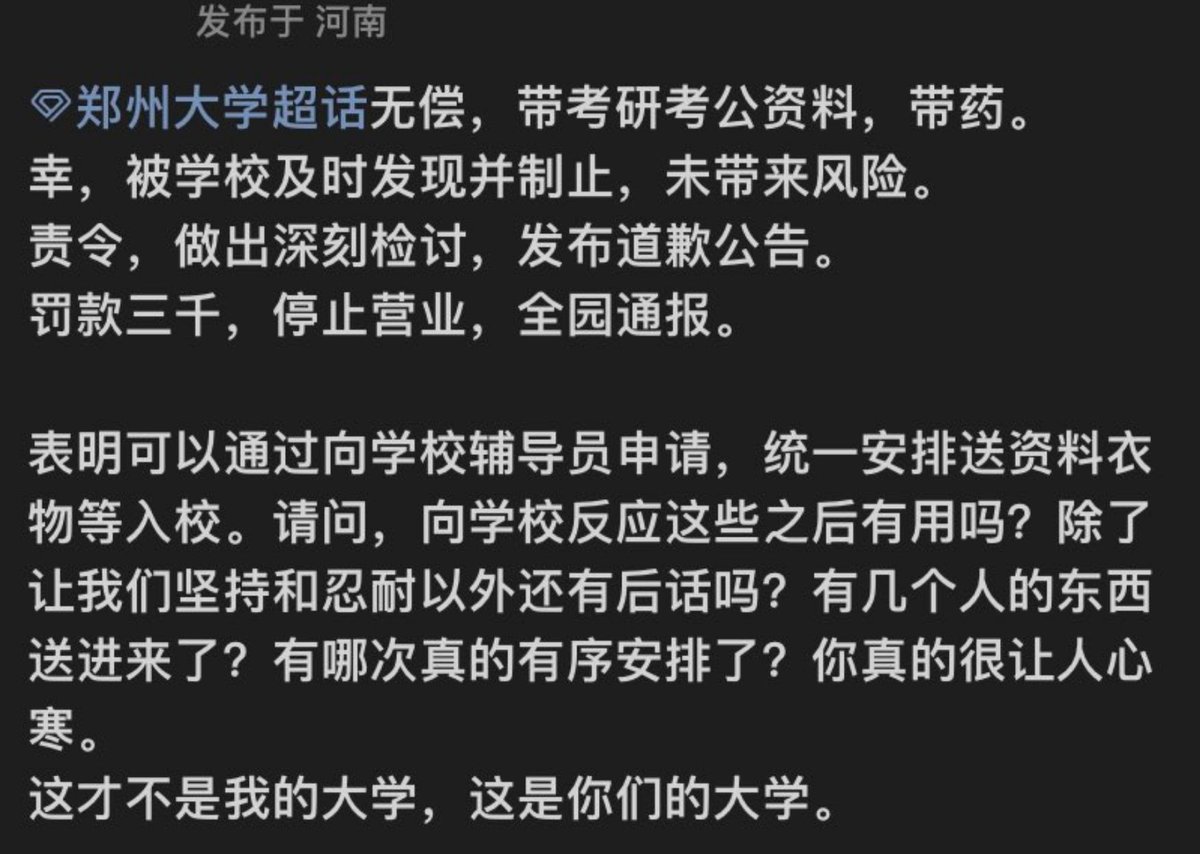 发布于 河南
郑州大学超话无偿，带考研考公资料，带药。
幸，被学校及时发现并制止，未带来风险。
责令，做出深刻检讨，发布道歉公告。
罚款三千，停止营业，全园通报。
表明可以通过向学校辅导员申请，统一安排送资料衣
物等入校。请问，向学校反应这些之后有用吗？除了
让我们坚持和忍耐以外还有后话吗？有几个人的东西
送进来了？有哪次真的有序安排了？你真的很让人心
寒。
这才不是我的大学，这是你们的大学。